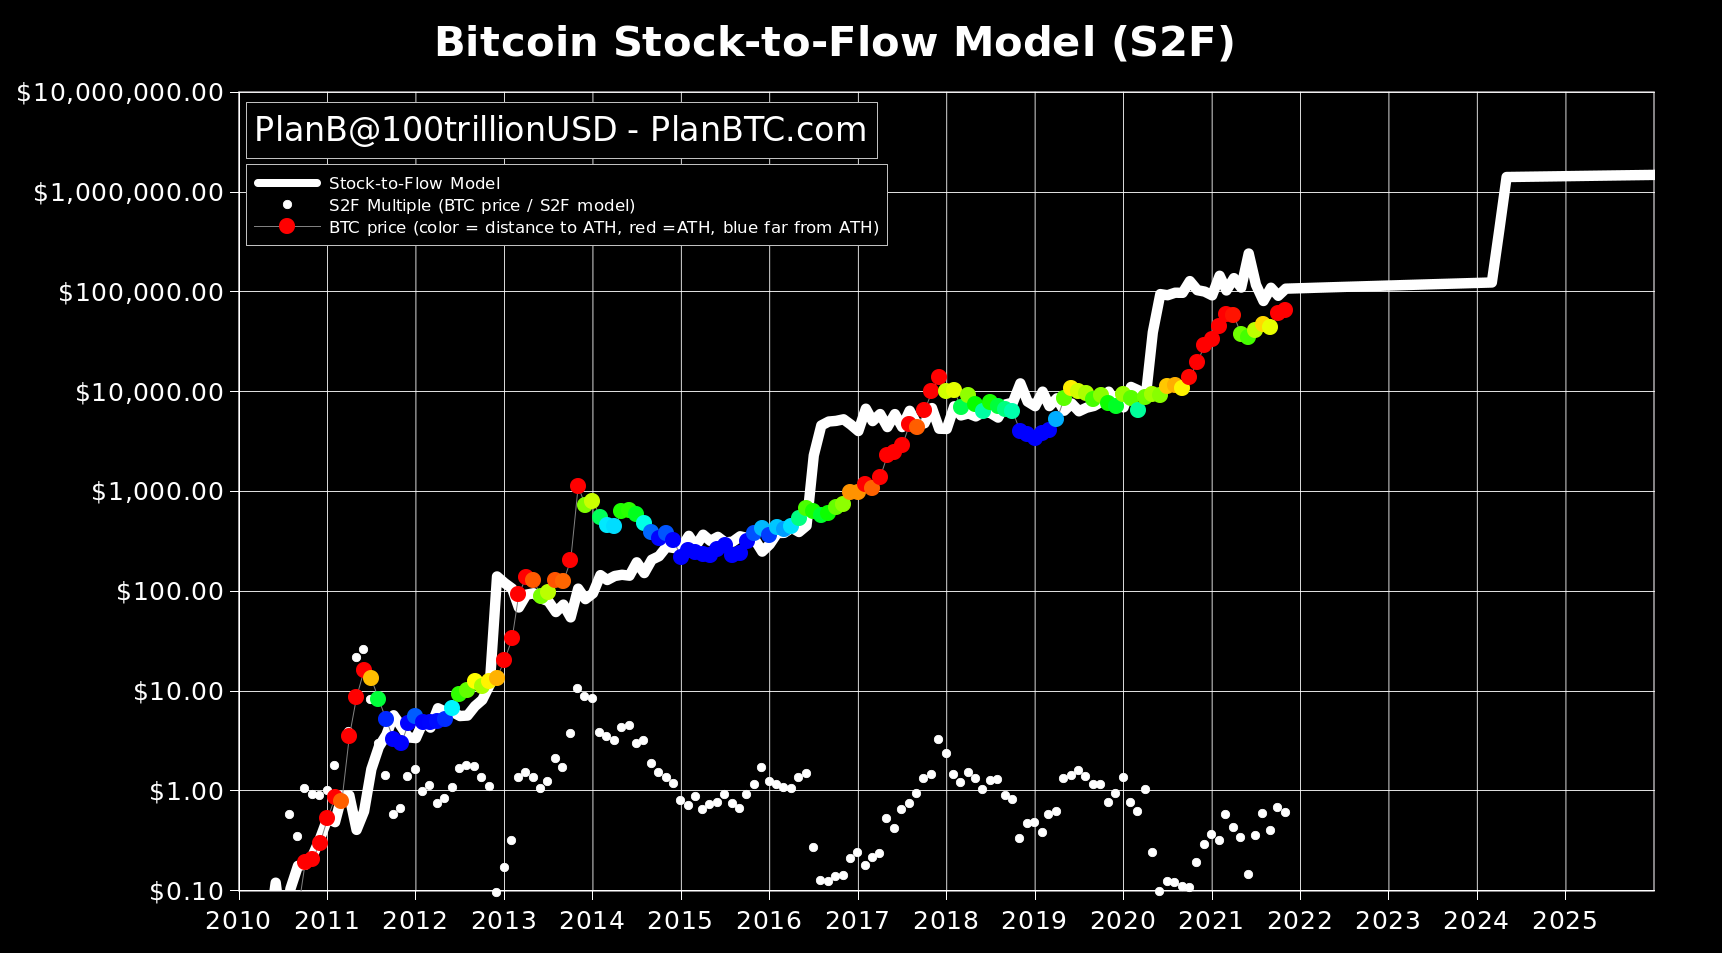 Bitcoin Stock-to-Flow Model (S2F)
$10,000,000.00
PlanB@100trillionUSD - PlanBTC.com
Stock-to-Flow Model
$1,000,000.00
S2F Multiple (BTC price / S2F model)
BTC price (color = distance to ATH, red =ATH, blue far from ATH)
$100,000.00
$10,000.00
$1,000.00
$100.00
$10.00
$1.00
$0.10
2010 2011 2012 2013 2014 2015 2016 2017 2018 2019 2020 2021 2022 2023 2024 2025